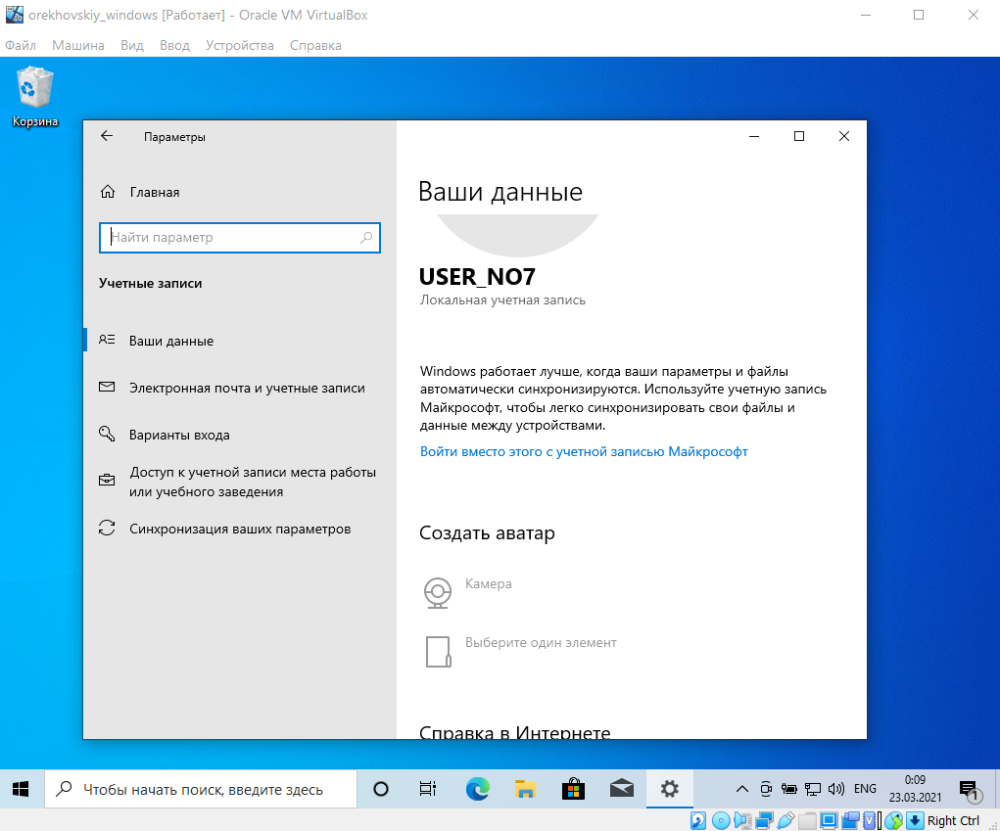 orekhovskiy_windows [Работает] - Oracle VM VirtualBox
Файл Машина Вид Ввод Устройства Справка
Корзина
Параметры
Главная
Найти параметр
Учетные записи
Ваши данные
Электронная почта и учетные записи
Варианты входа
Доступ к учетной записи места работы
или учебного заведения
Синхронизация ваших параметров
Ваши данные
USER_NO7
Локальная учетная запись
Windows работает лучше, когда ваши параметры и файлы
автоматически синхронизируются. Используйте учетную запись
Майкрософт, чтобы легко синхронизировать свои файлы и
данные между устройствами.
Войти вместо этого с учетной записью Майкрософт
Создать аватар
Камера
Выберите один элемент
Справка в Интернете
Чтобы начать поиск, введите здесь
ENG
0:09
23.03.2021
1
Right Ctrl